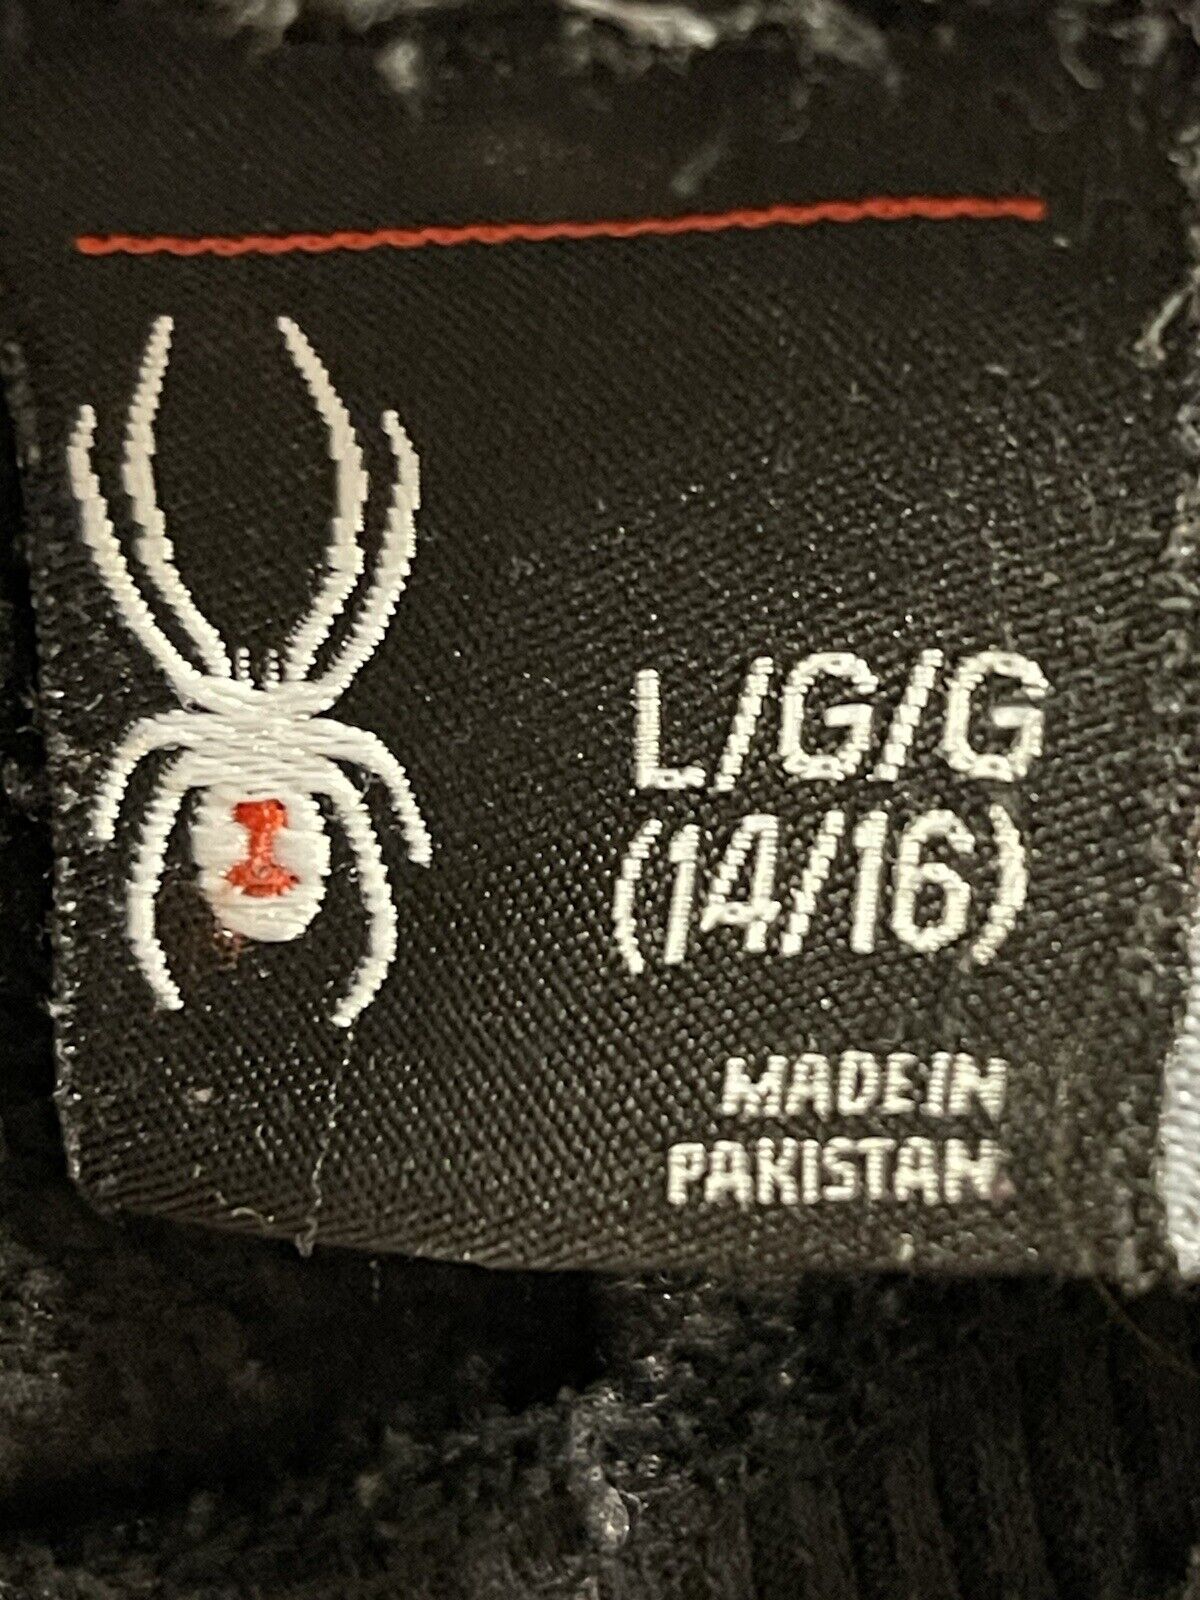 L/G/G
(14/16)
MADE IN
PAKISTAN